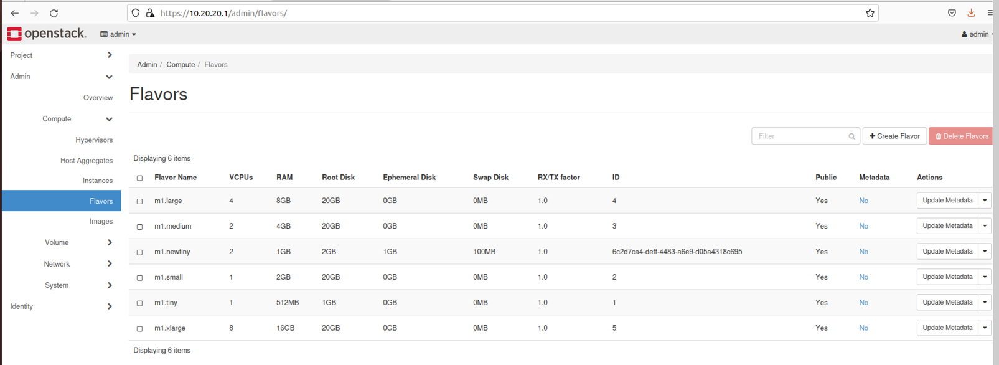 https://10.20.20.1/admin/flavors/
openstack.
admin
admin
Project
Admin
Overview
Compute
Hypervisors
Host Aggregates
Instances
Flavors
Images
Volume
Network
System
Identity
Admin / Compute / Flavors
Flavors
Filter
Create Flavor
Delete Flavors
Displaying 6 items
Flavor Name VCPUs RAM Root Disk Ephemeral Disk Swap Disk RX/TX factor ID Public Metadata Actions
m1.large 4 8GB 20GB 0GB 0MB 1.0 4 Yes No Update Metadata
m1.medium 2 4GB 20GB 0GB 0MB 1.0 3 Yes No Update Metadata
m1.newtiny 2 1GB 2GB 1GB 100MB 1.0 6c2d7ca4-deff-4483-a6e9-d05a4318c695 Yes No Update Metadata
m1.small 1 2GB 20GB 0GB 0MB 1.0 2 Yes No Update Metadata
m1.tiny 1 512MB 1GB 0GB 0MB 1.0 1 Yes No Update Metadata
m1.xlarge 8 16GB 20GB 0GB 0MB 1.0 5 Yes No Update Metadata
Displaying 6 items